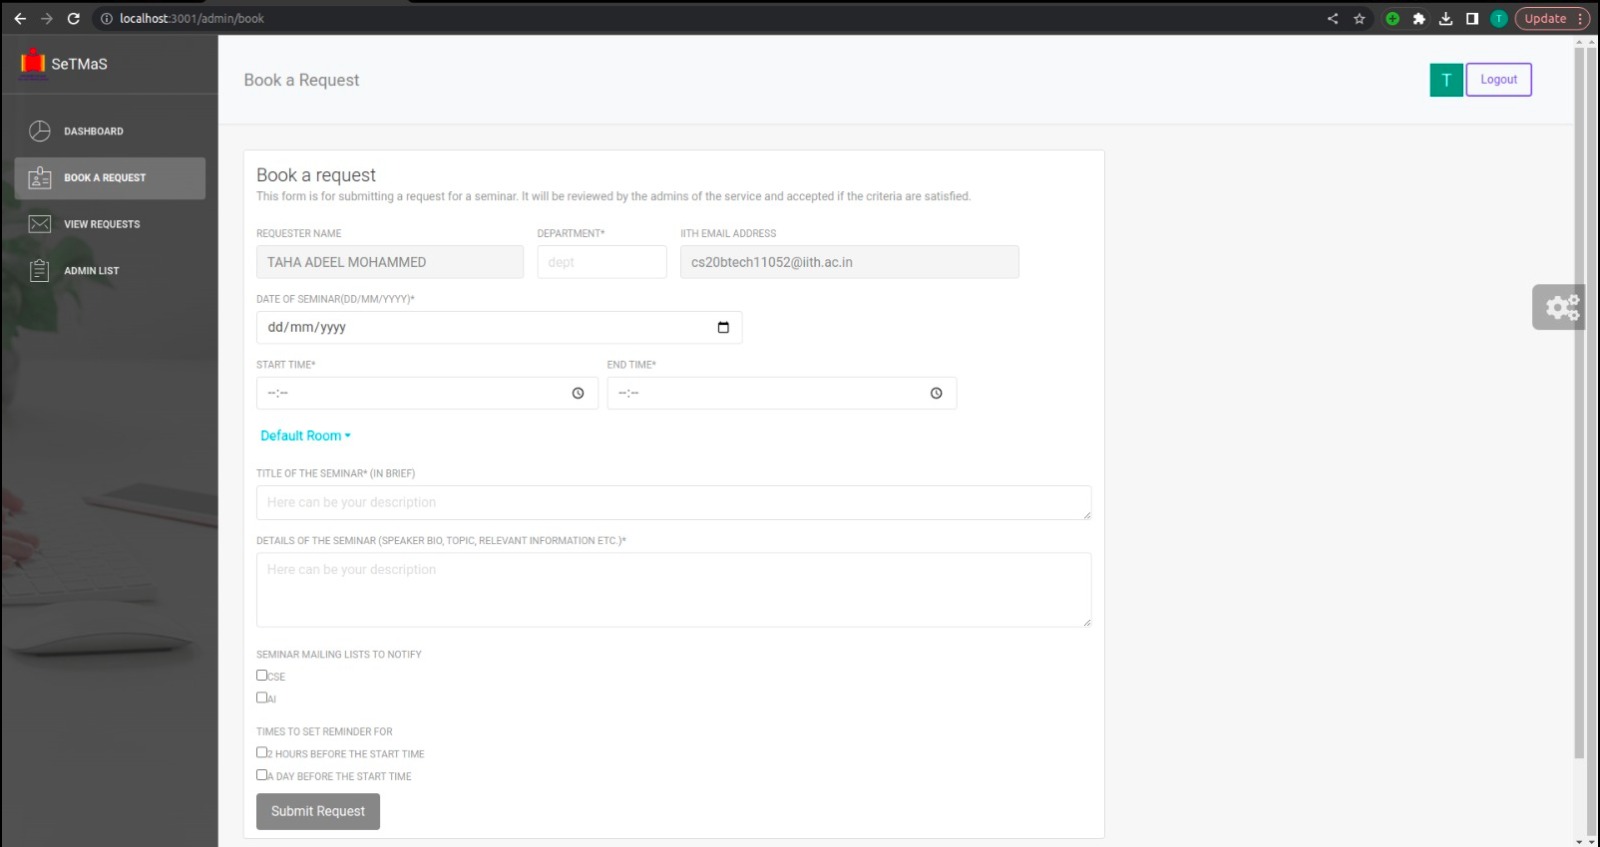 localhost:3001/admin/book
T
Update
SeTMaS
Book a Request
T
Logout
DASHBOARD
BOOK A REQUEST
VIEW REQUESTS
ADMIN LIST
Book a request
This form is for submitting a request for a seminar. It will be reviewed by the admins of the service and accepted if the criteria are satisfied.
REQUESTER NAME DEPARTMENT* IITH EMAIL ADDRESS
TAHA ADEEL MOHAMMED dept cs20btech11052@iith.ac.in
DATE OF SEMINAR(DD/MM/YYYY)*
dd/mm/yyyy
START TIME* END TIME*
--:-- --:--
Default Room
TITLE OF THE SEMINAR* (IN BRIEF)
Here can be your description
DETAILS OF THE SEMINAR (SPEAKER BIO, TOPIC, RELEVANT INFORMATION ETC.)*
Here can be your description
SEMINAR MAILING LISTS TO NOTIFY
CSE
AI
TIMES TO SET REMINDER FOR
2 HOURS BEFORE THE START TIME
A DAY BEFORE THE START TIME
Submit Request